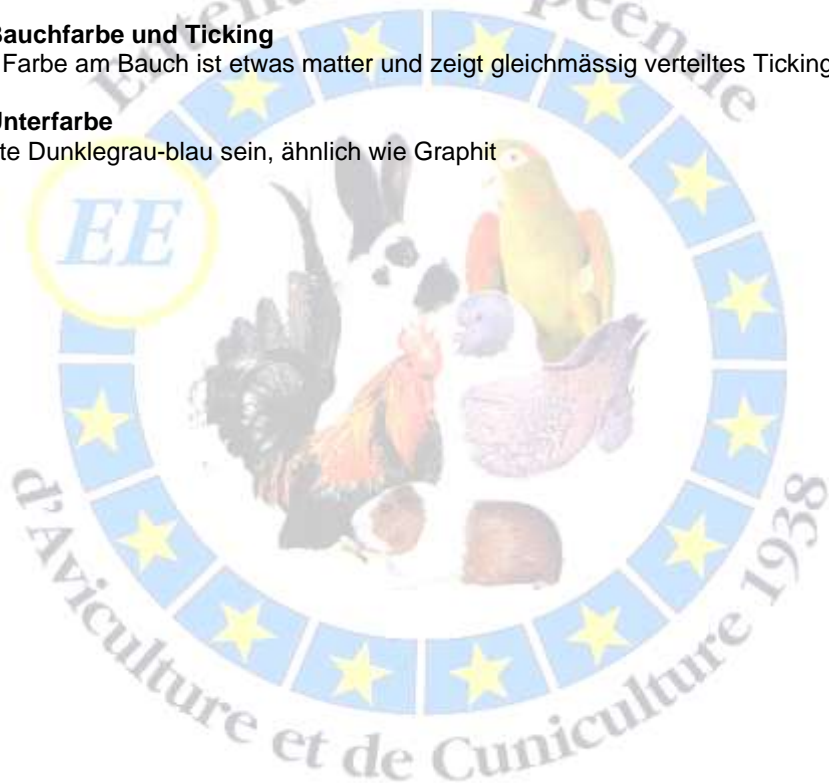 Bauchfarbe und Ticking
Farbe am Bauch ist etwas matter und zeigt gleichmässig verteiltes Ticking
Unterfarbe
te Dunklegrau-blau sein, ähnlich wie Graphit
EE
d'Aviculture et de Cuniculture 1938